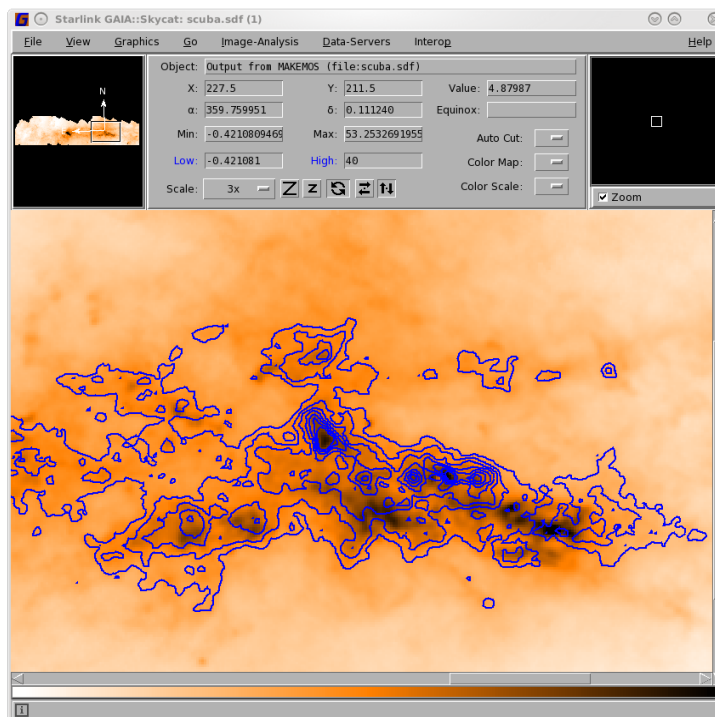 Starlink GAIA::Skycat: scuba.sdf (1)
File View Graphics Go Image-Analysis Data-Servers Interop Help
Object: Output from MAKEMOS (file:scuba.sdf)
X: 227.5 Y: 211.5 Value: 4.87987
α: 359.759951 δ: 0.111240 Equinox:
Min: -0.4210809469 Max: 53.2532691955 Auto Cut:
Low: -0.421081 High: 40 Color Map:
Scale: 3x Z z Color Scale:
N
Zoom